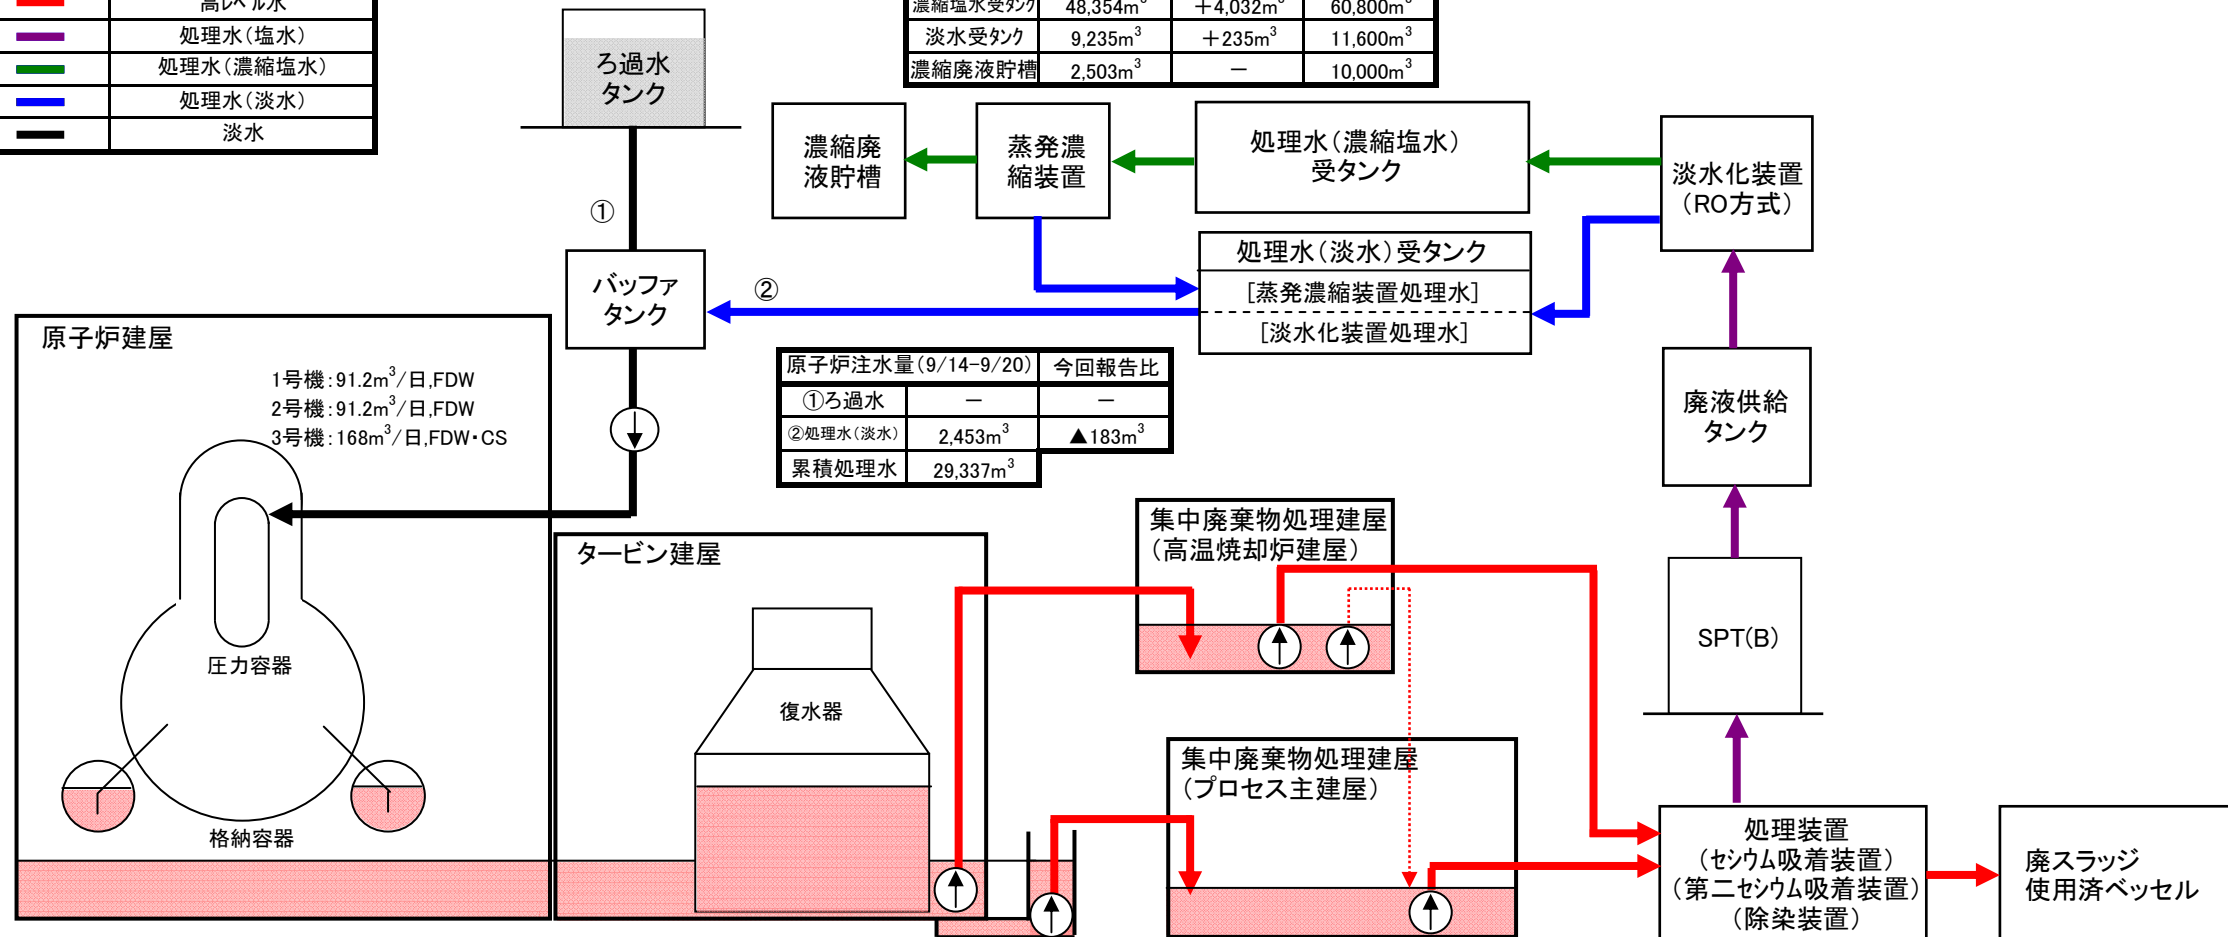 高レベル水
処理水(塩水)
処理水(濃縮塩水)
処理水(淡水)
淡水
濃縮塩水受タンク 48,354m³ +4,032m³ 60,800m³
淡水受タンク 9,235m³ +235m³ 11,600m³
濃縮廃液貯槽 2,503m³ － 10,000m³
ろ過水
タンク
①
バッファ
タンク
②
濃縮廃
液貯槽
蒸発濃
縮装置
処理水(濃縮塩水)
受タンク
淡水化装置
(RO方式)
処理水(淡水)受タンク
[蒸発濃縮装置処理水]
[淡水化装置処理水]
廃液供給
タンク
SPT(B)
原子炉注水量(9/14-9/20) 今回報告比
①ろ過水 － －
②処理水(淡水) 2,453m³ ▲183m³
累積処理水 29,337m³
原子炉建屋
1号機:91.2m³/日,FDW
2号機:91.2m³/日,FDW
3号機:168m³/日,FDW・CS
圧力容器
格納容器
タービン建屋
復水器
集中廃棄物処理建屋
(高温焼却炉建屋)
集中廃棄物処理建屋
(プロセス主建屋)
処理装置
(セシウム吸着装置)
(第二セシウム吸着装置)
(除染装置)
廃スラッジ
使用済ベッセル